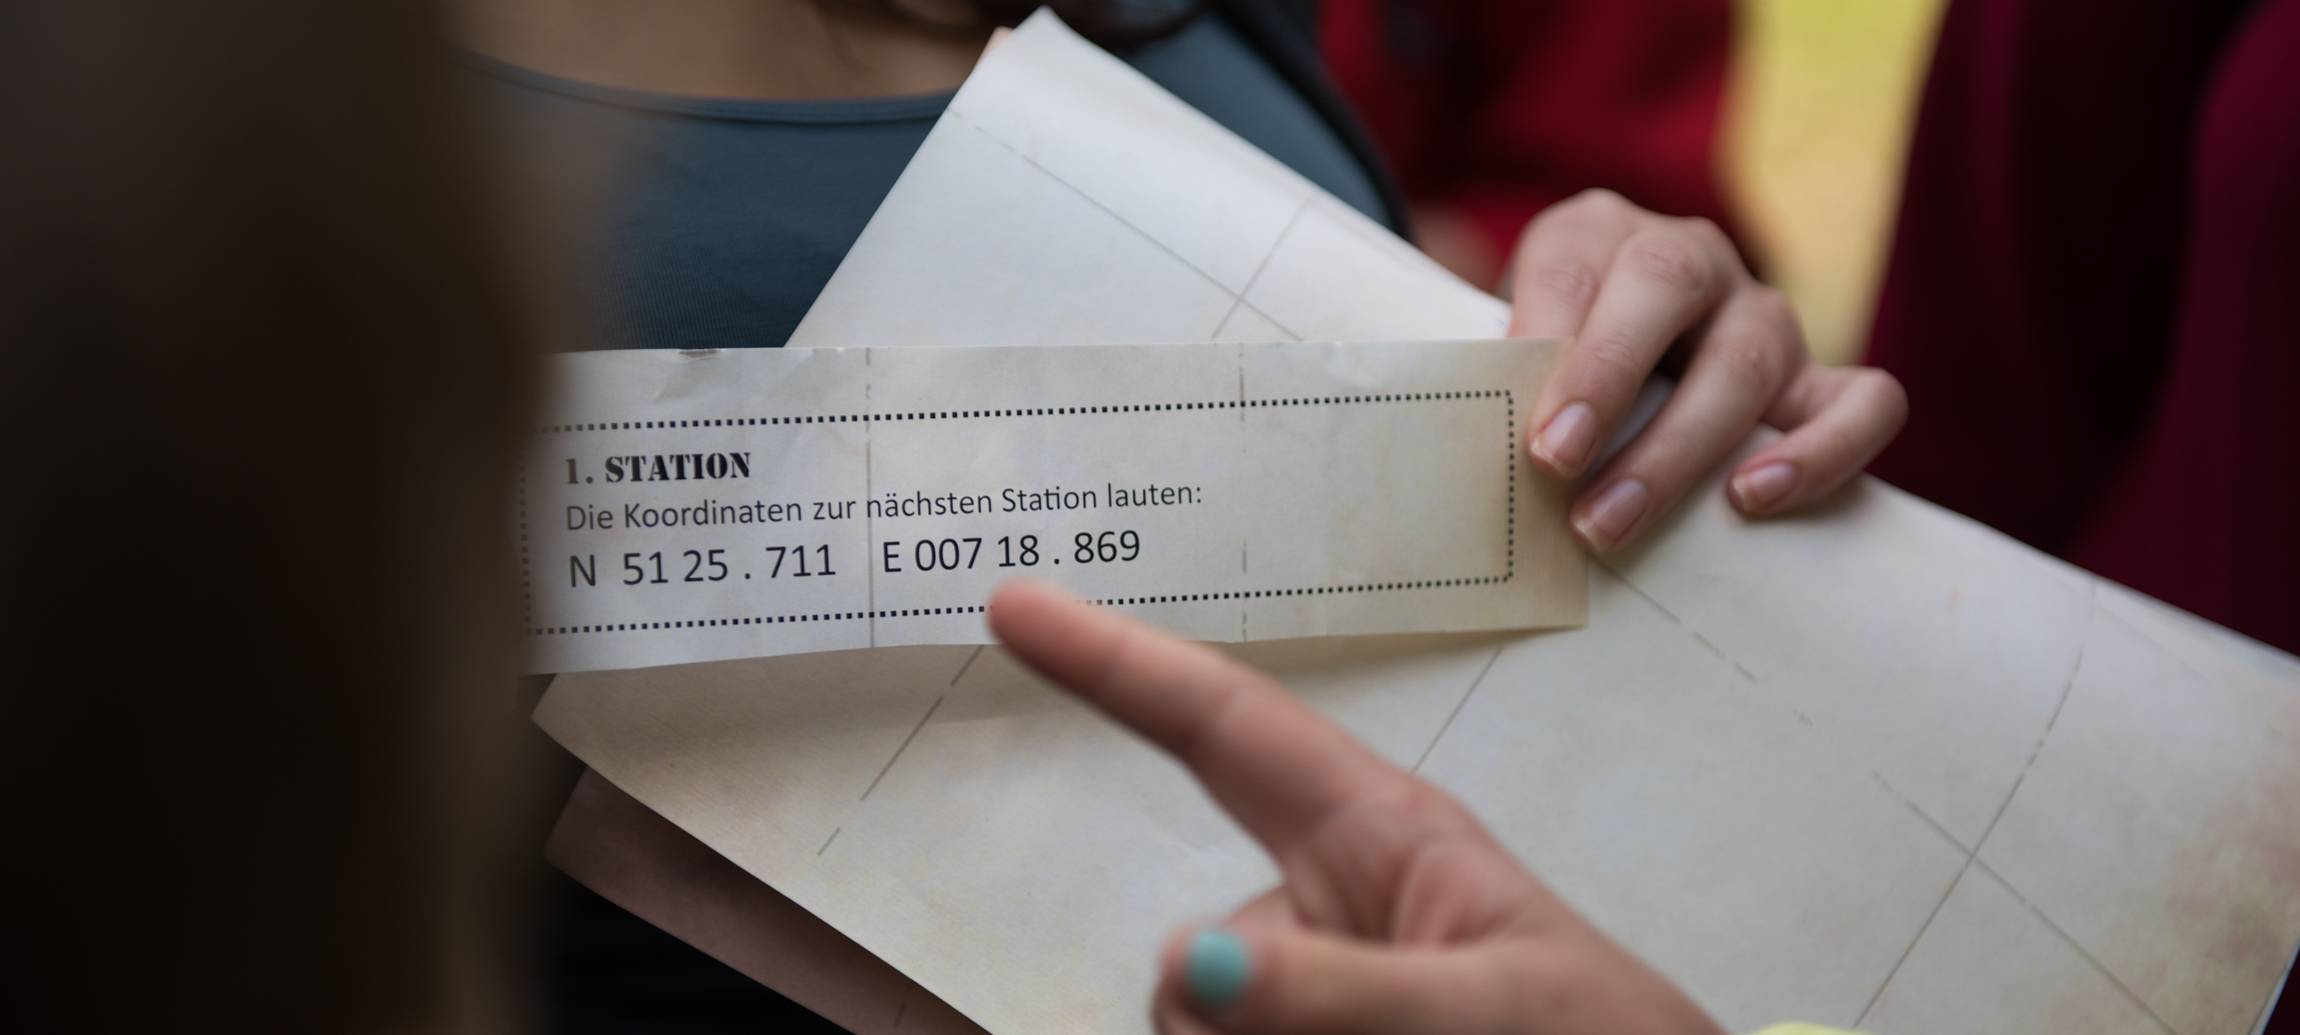 1. STATION
Die Koordinaten zur nächsten Station lauten:
N 51 25 . 711 E 007 18 . 869